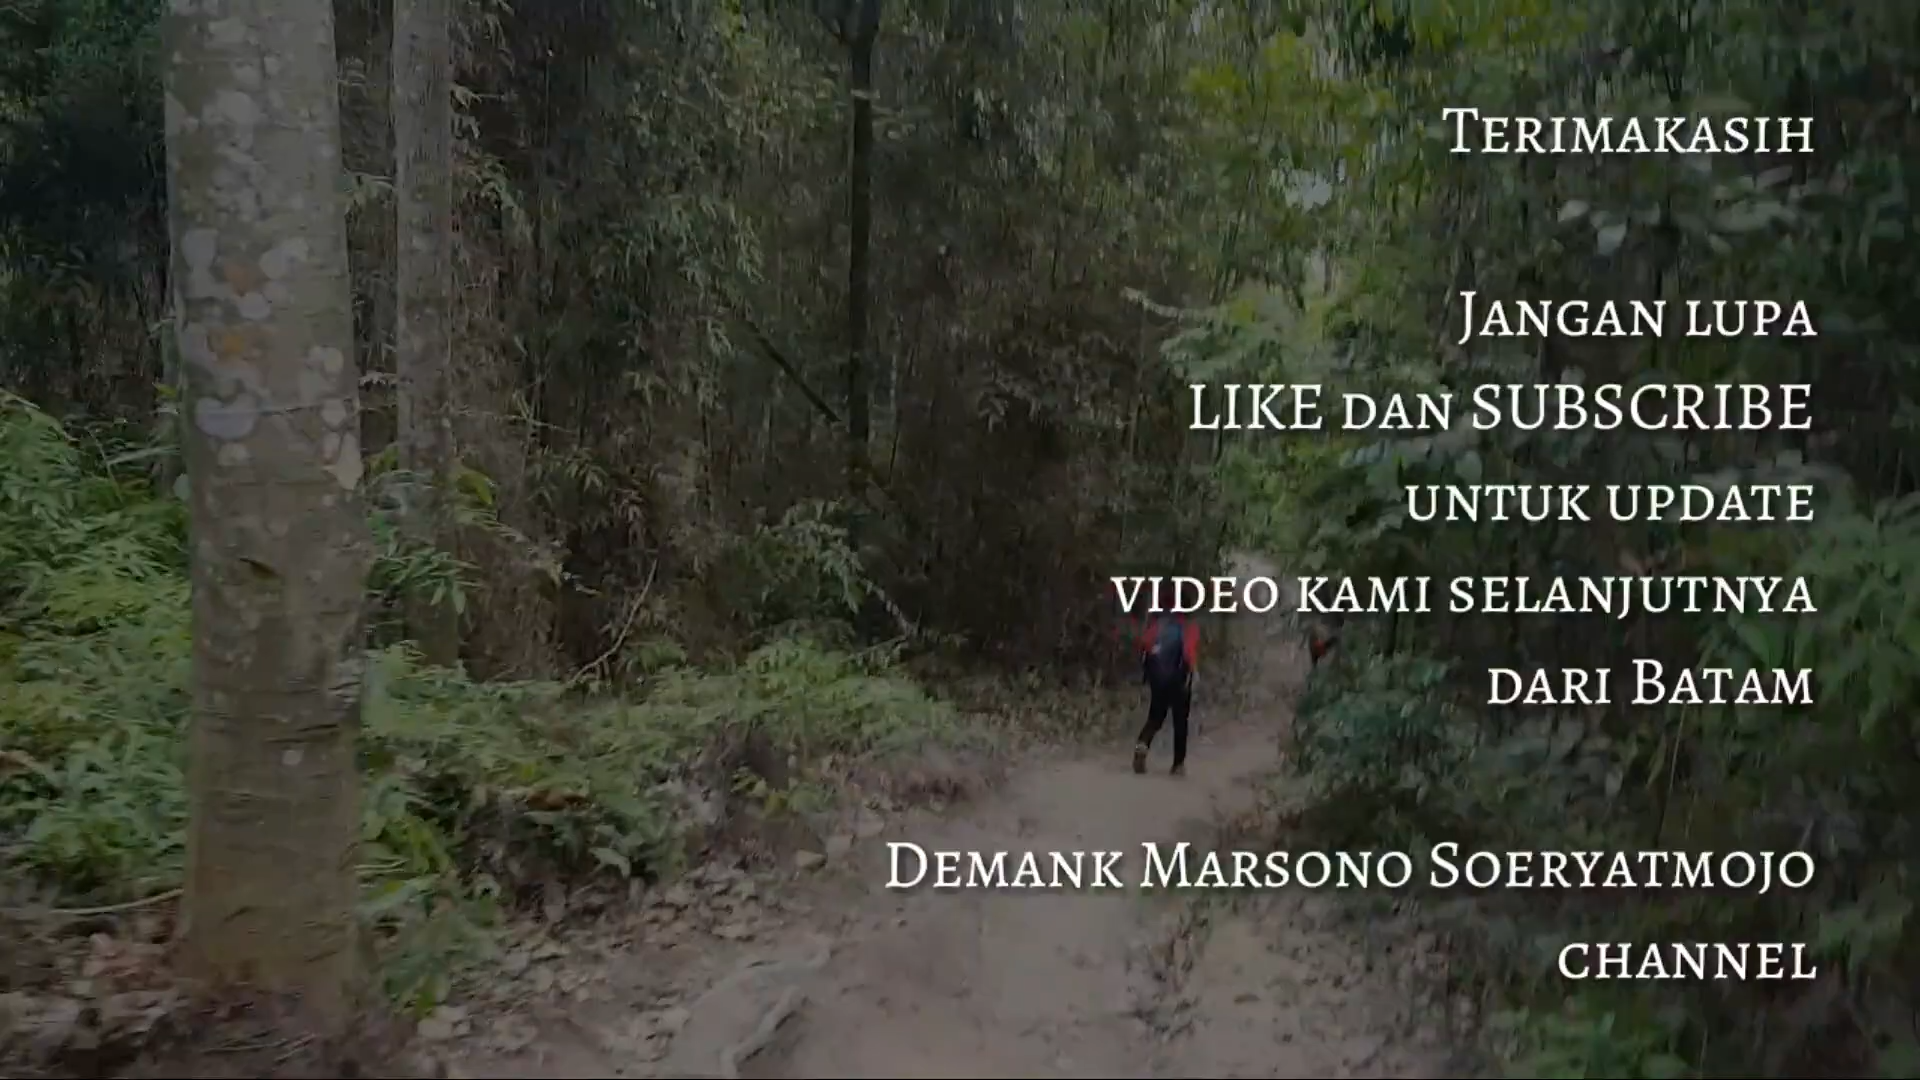 Terimakasih
Jangan lupa
LIKE dan SUBSCRIBE
untuk update
video kami selanjutnya
dari Batam
Demank Marsono Soeryatmojo
channel